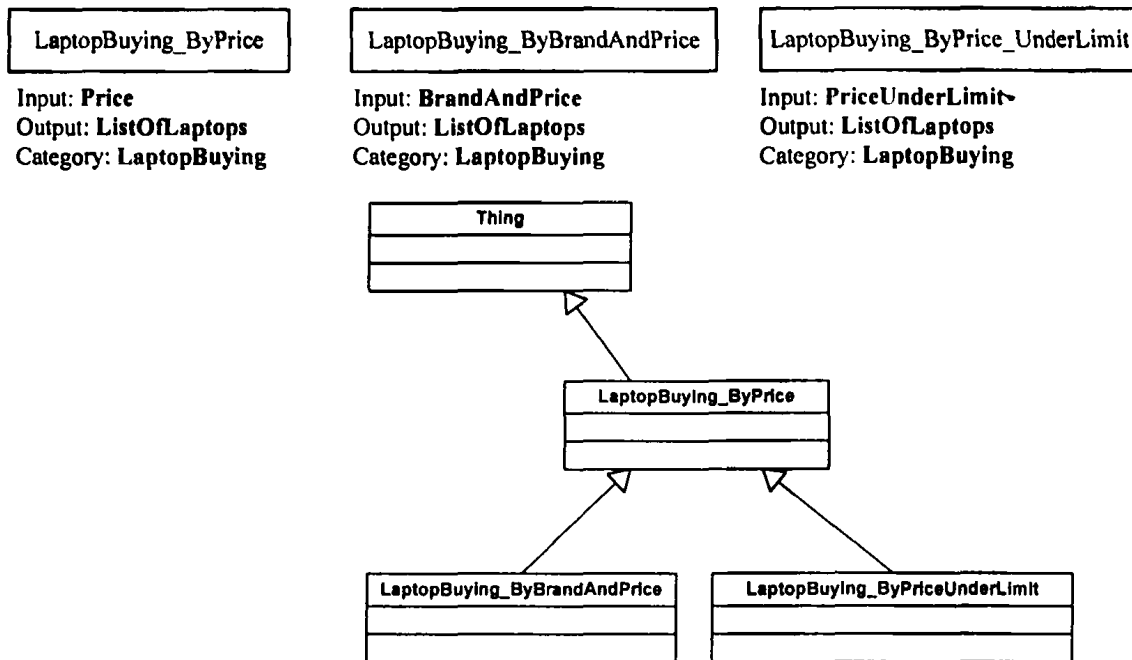 LaptopBuying_ByPrice
LaptopBuying_ByBrandAndPrice
LaptopBuying_ByPrice_UnderLimit
Input: Price
Output: ListOfLaptops
Category: LaptopBuying
Input: BrandAndPrice
Output: ListOfLaptops
Category: LaptopBuying
Input: PriceUnderLimit
Output: ListOfLaptops
Category: LaptopBuying
Thing
LaptopBuying_ByPrice
LaptopBuying_ByBrandAndPrice
LaptopBuying_ByPriceUnderLimit